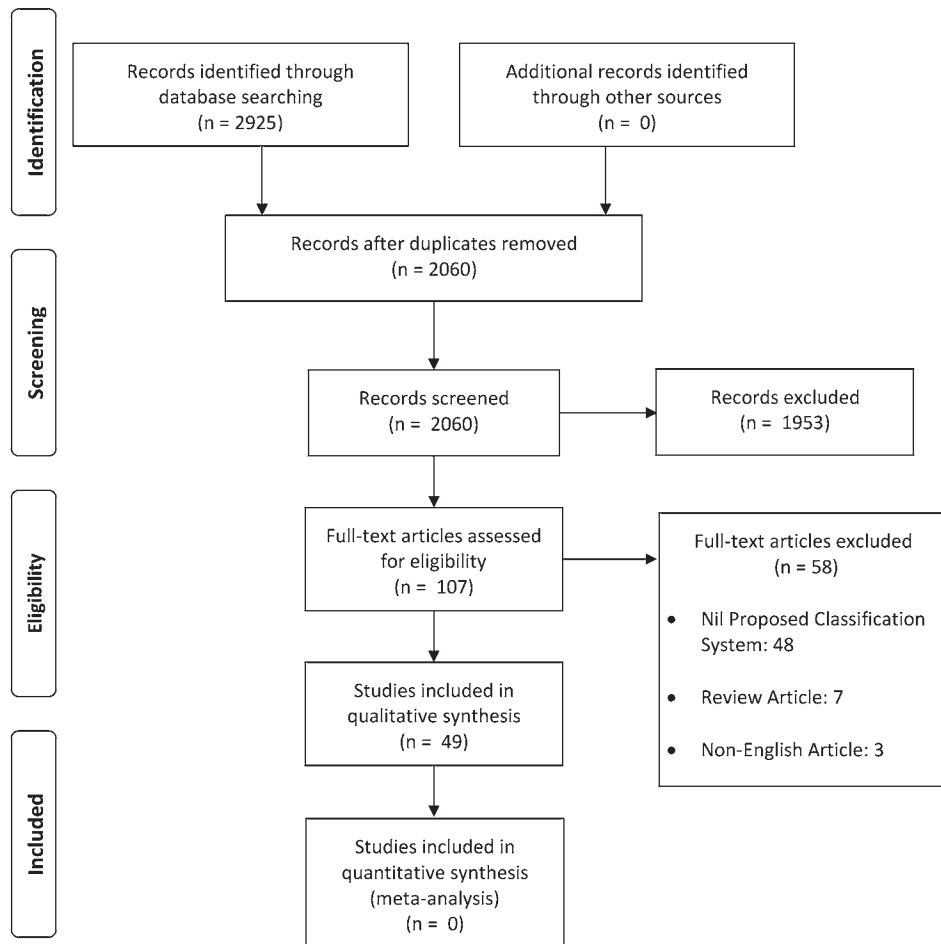 Identification
Records identified through
database searching
(n = 2925)
Additional records identified
through other sources
(n = 0)
Screening
Records after duplicates removed
(n = 2060)
Records screened
(n = 2060)
Records excluded
(n = 1953)
Eligibility
Full-text articles assessed
for eligibility
(n = 107)
Full-text articles excluded
(n = 58)
• Nil Proposed Classification
System: 48
• Review Article: 7
• Non-English Article: 3
Studies included in
qualitative synthesis
(n = 49)
Included
Studies included in
quantitative synthesis
(meta-analysis)
(n = 0)